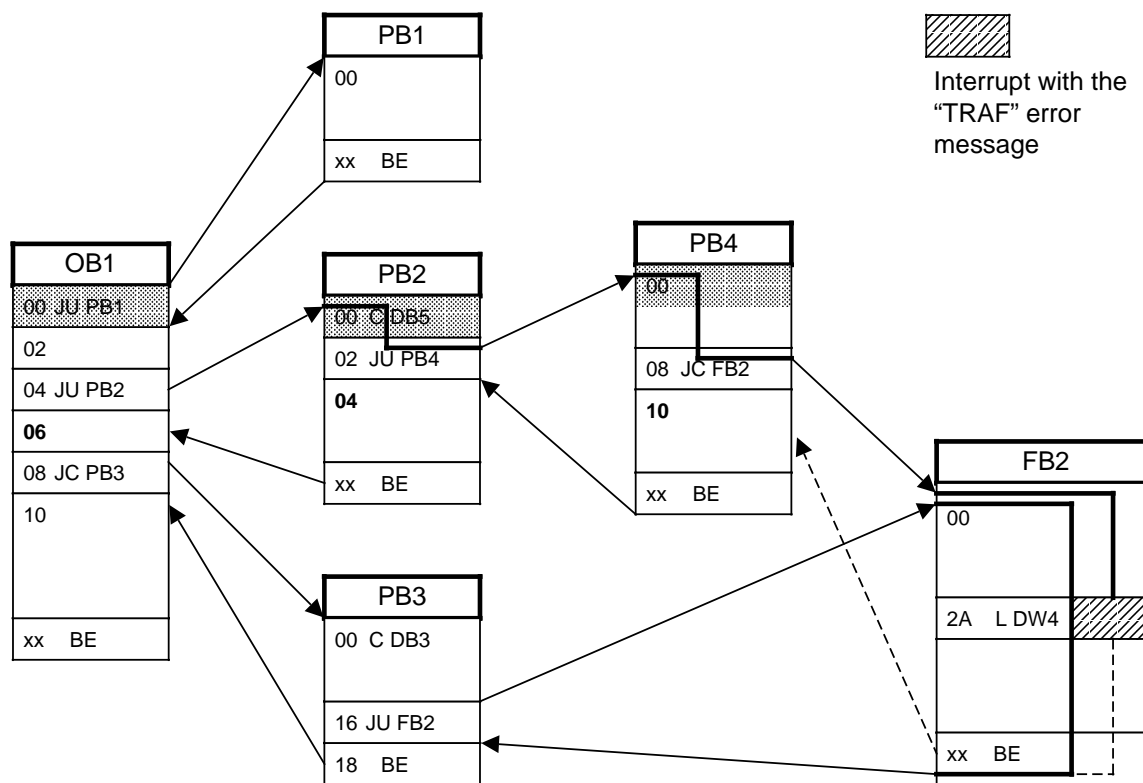 PB1
00
xx BE
Interrupt with the
“TRAF” error
message
OB1
00 JU PB1
02
04 JU PB2
06
08 JC PB3
10
xx BE
PB2
00 C DB5
02 JU PB4
04
xx BE
PB4
00
08 JC FB2
10
xx BE
PB3
00 C DB3
16 JU FB2
18 BE
FB2
00
2A L DW4
xx BE